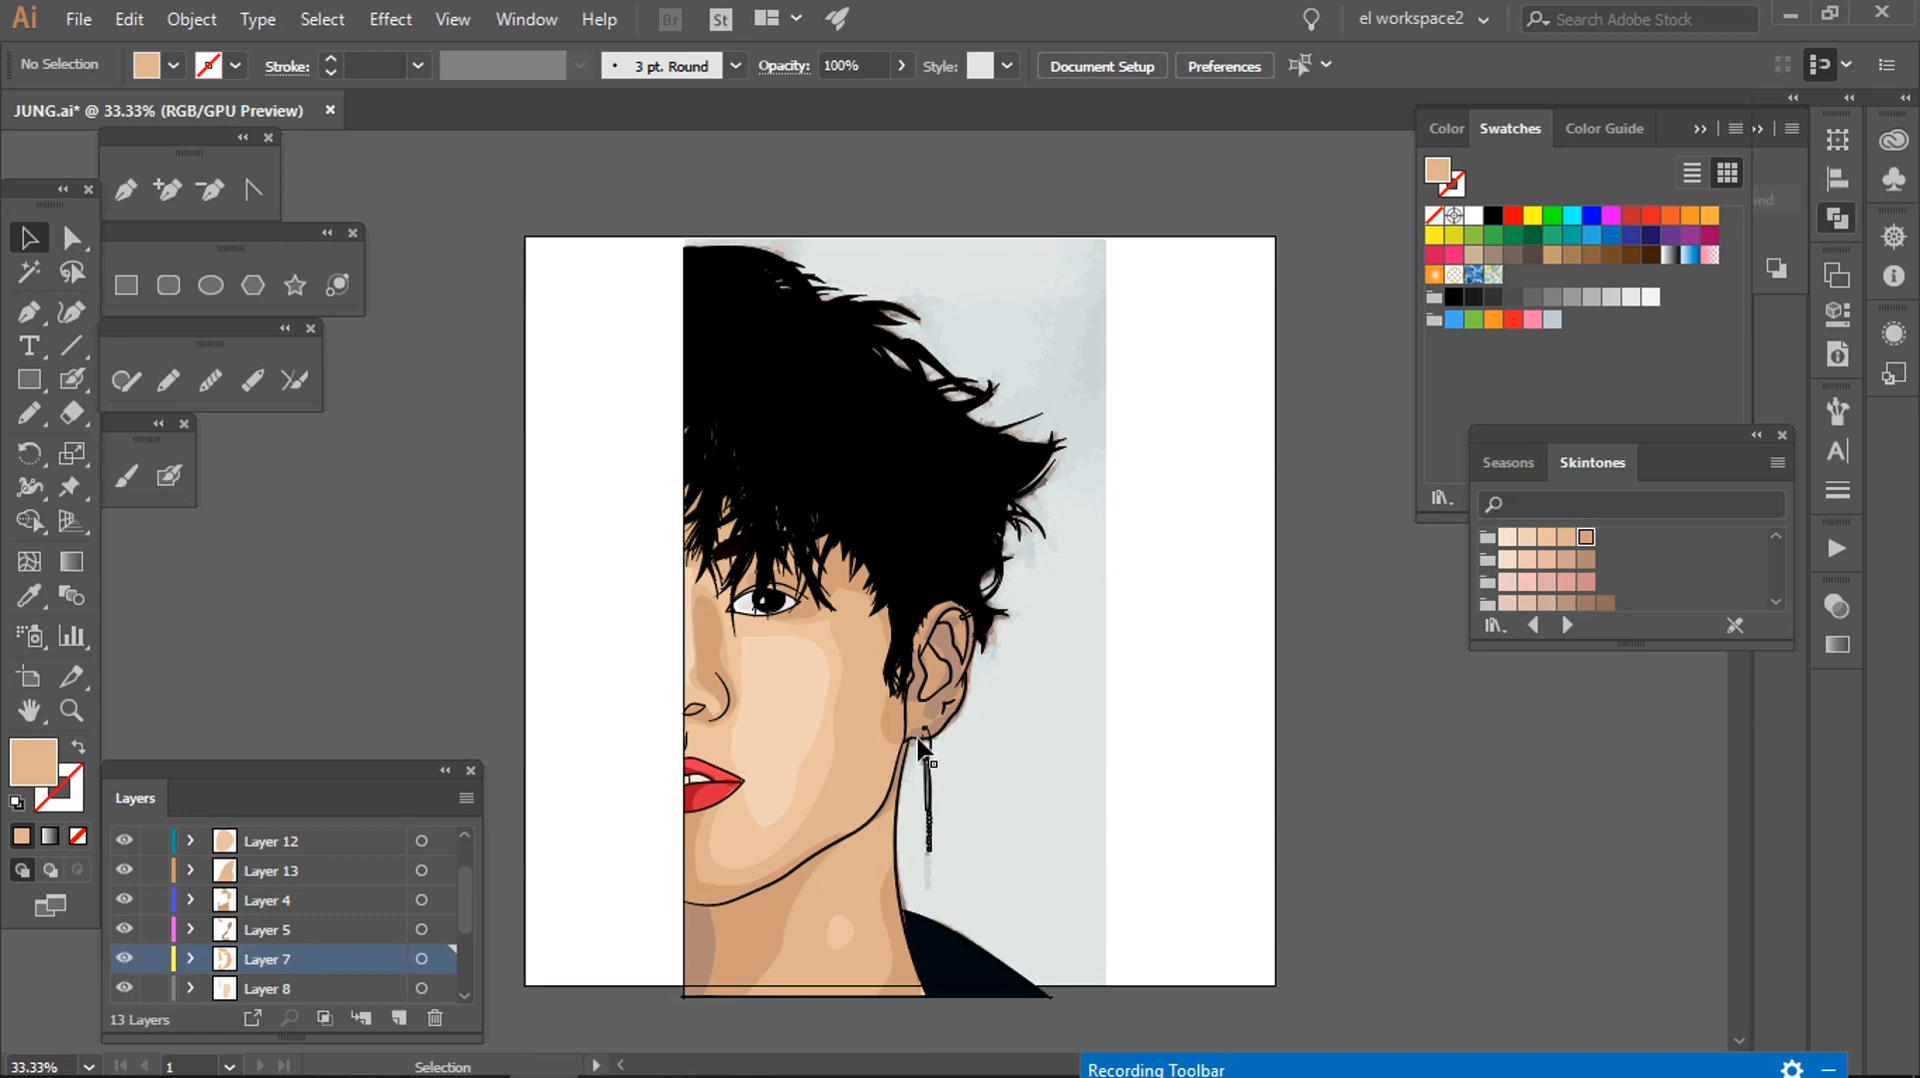 Ai File Edit Object Type Select Effect View Window Help Br St el workspace2 Search Adobe Stock
No Selection Stroke: 3 pt. Round Opacity: 100% Style: Document Setup Preferences
JUNG.ai* @ 33.33% (RGB/GPU Preview)
Color Swatches Color Guide
Seasons Skintones
Layers
Layer 12
Layer 13
Layer 4
Layer 5
Layer 7
Layer 8
13 Layers
33.33% 1 Selection
Recording Toolbar